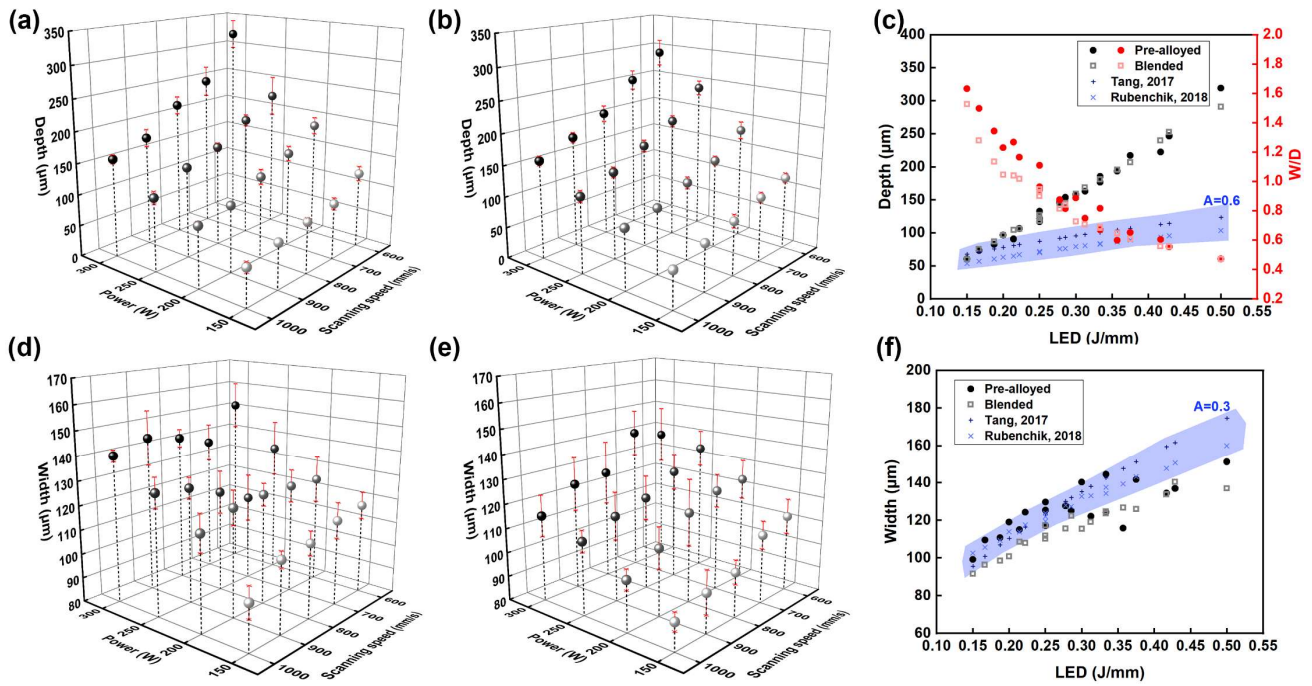 (a)
350
300
250
200
150
100
50
0
Depth (μm)
300
250
200
150
Power (W)
1000
900
800
700
600
Scanning speed (mm/s)
(b)
350
300
250
200
150
100
50
0
Depth (μm)
300
250
200
150
Power (W)
1000
900
800
700
600
Scanning speed (mm/s)
(c)
400
350
300
250
200
150
100
50
0
Depth (μm)
Pre-alloyed
Blended
Tang, 2017
Rubenchik, 2018
A=0.6
2.0
1.8
1.6
1.4
1.2
1.0
0.8
0.6
0.4
0.2
W/D
0.10 0.15 0.20 0.25 0.30 0.35 0.40 0.45 0.50 0.55
LED (J/mm)
(d)
170
160
150
140
130
120
110
100
90
80
Width (μm)
300
250
200
150
Power (W)
1000
900
800
700
600
Scanning speed (mm/s)
(e)
170
160
150
140
130
120
110
100
90
80
Width (μm)
300
250
200
150
Power (W)
1000
900
800
700
600
Scanning speed (mm/s)
(f)
200
180
160
140
120
100
80
60
Width (μm)
Pre-alloyed
Blended
Tang, 2017
Rubenchik, 2018
A=0.3
0.10 0.15 0.20 0.25 0.30 0.35 0.40 0.45 0.50 0.55
LED (J/mm)